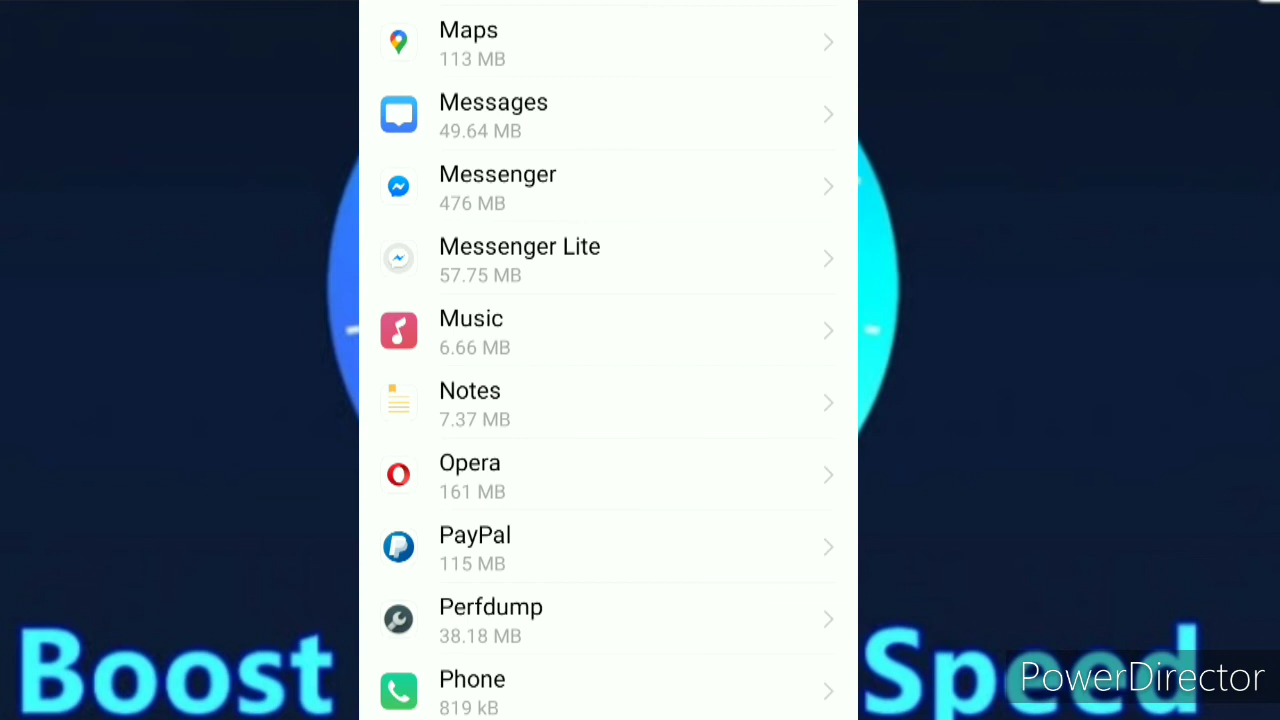 Maps
113 MB
Messages
49.64 MB
Messenger
476 MB
Messenger Lite
57.75 MB
Music
6.66 MB
Notes
7.37 MB
Opera
161 MB
PayPal
115 MB
Perfdump
38.18 MB
Phone
819 kB
Boost Speed
PowerDirector